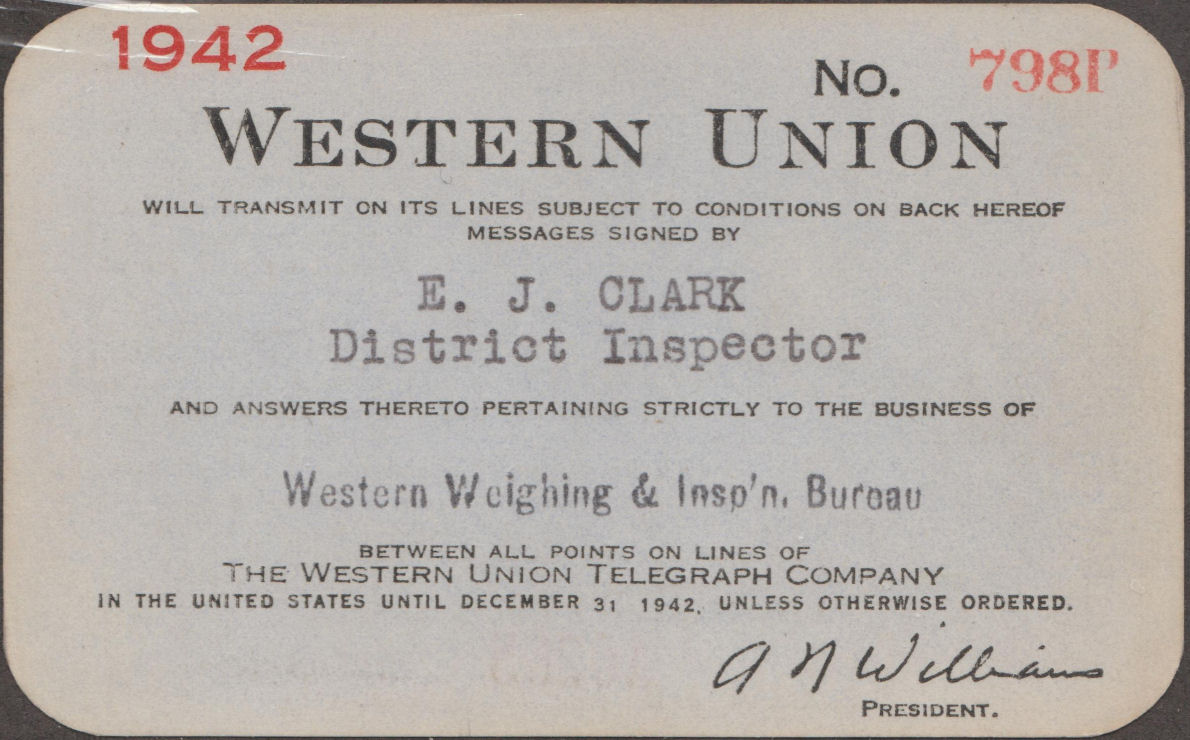 1942
No. 798P
WESTERN UNION
WILL TRANSMIT ON ITS LINES SUBJECT TO CONDITIONS ON BACK HEREOF
MESSAGES SIGNED BY
E. J. CLARK
District Inspector
AND ANSWERS THERETO PERTAINING STRICTLY TO THE BUSINESS OF
Western Weighing & Insp'n. Bureau
BETWEEN ALL POINTS ON LINES OF
THE WESTERN UNION TELEGRAPH COMPANY
IN THE UNITED STATES UNTIL DECEMBER 31 1942, UNLESS OTHERWISE ORDERED.
A N Williams
PRESIDENT.